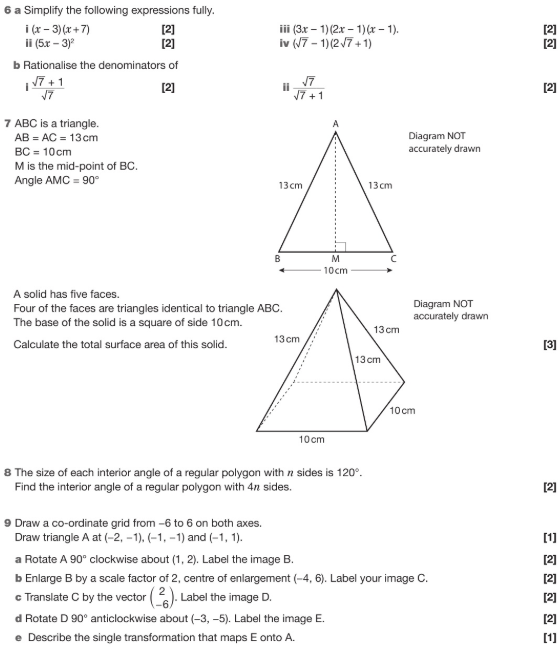 6 a Simplify the following expressions fully.
i (x − 3)(x + 7) [2] iii (3x − 1)(2x − 1)(x − 1). [2]
ii (5x − 3)² [2] iv (√7 − 1)(2√7 + 1) [2]
b Rationalise the denominators of
i (√7 + 1)/√7 [2] ii √7/(√7 + 1) [2]
7 ABC is a triangle.
AB = AC = 13 cm
BC = 10 cm
M is the mid-point of BC.
Angle AMC = 90°
A
Diagram NOT
accurately drawn
13 cm 13 cm
B M C
10 cm
A solid has five faces.
Four of the faces are triangles identical to triangle ABC.
The base of the solid is a square of side 10 cm.
Calculate the total surface area of this solid. [3]
Diagram NOT
accurately drawn
13 cm 13 cm
13 cm
10 cm
10 cm
8 The size of each interior angle of a regular polygon with n sides is 120°.
Find the interior angle of a regular polygon with 4n sides. [2]
9 Draw a co-ordinate grid from −6 to 6 on both axes.
Draw triangle A at (−2, −1), (−1, −1) and (−1, 1). [1]
a Rotate A 90° clockwise about (1, 2). Label the image B. [2]
b Enlarge B by a scale factor of 2, centre of enlargement (−4, 6). Label your image C. [2]
c Translate C by the vector (2 −6). Label the image D. [2]
d Rotate D 90° anticlockwise about (−3, −5). Label the image E. [2]
e Describe the single transformation that maps E onto A. [1]